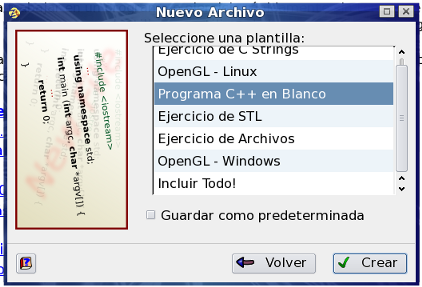 Nuevo Archivo
Seleccione una plantilla:
Ejercicio de C Strings
OpenGL - Linux
Programa C++ en Blanco
Ejercicio de STL
Ejercicio de Archivos
OpenGL - Windows
Incluir Todo!
Guardar como predeterminada
#include <iostream>
using namespace std;
int main (int argc, char *argv[]) {
...
return 0;
}
Volver
Crear